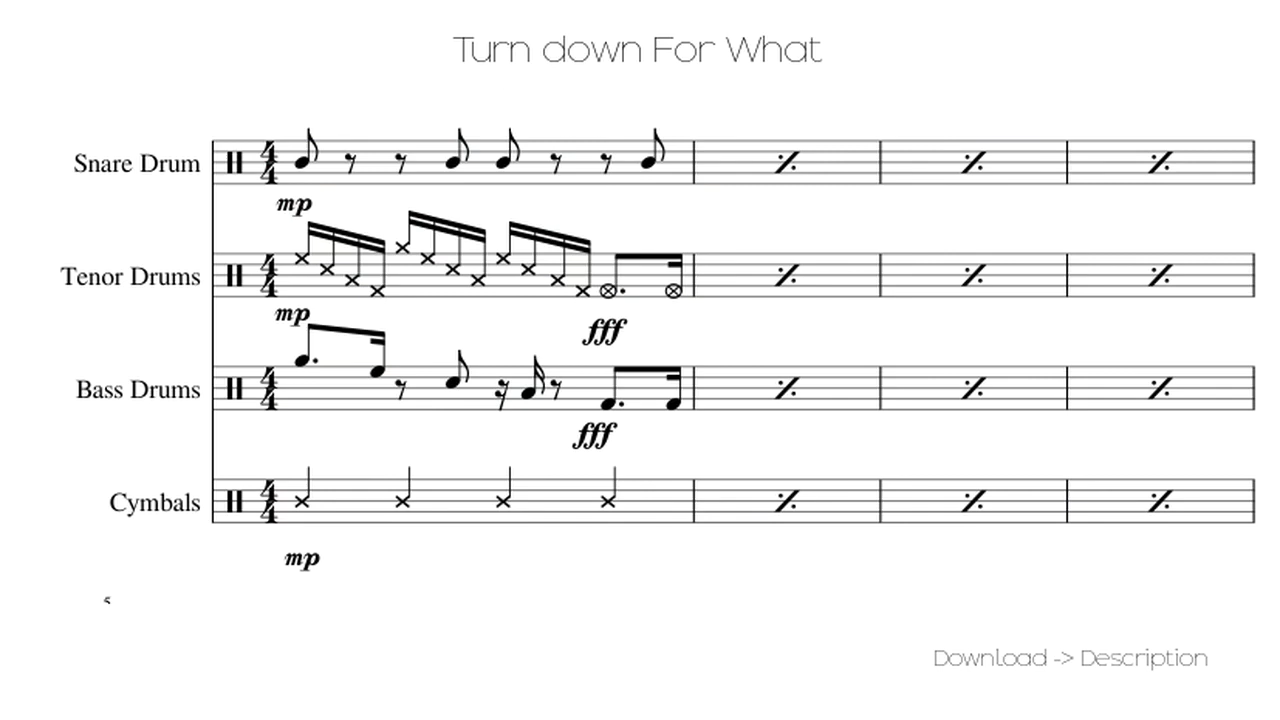 Turn down For What
Snare Drum
mp
Tenor Drums
mp
fff
Bass Drums
fff
Cymbals
mp
5
Download -> Description